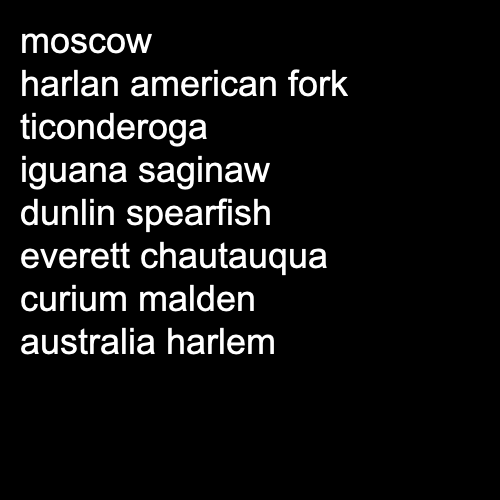 moscow
harlan american fork
ticonderoga
iguana saginaw
dunlin spearfish
everett chautauqua
curium malden
australia harlem